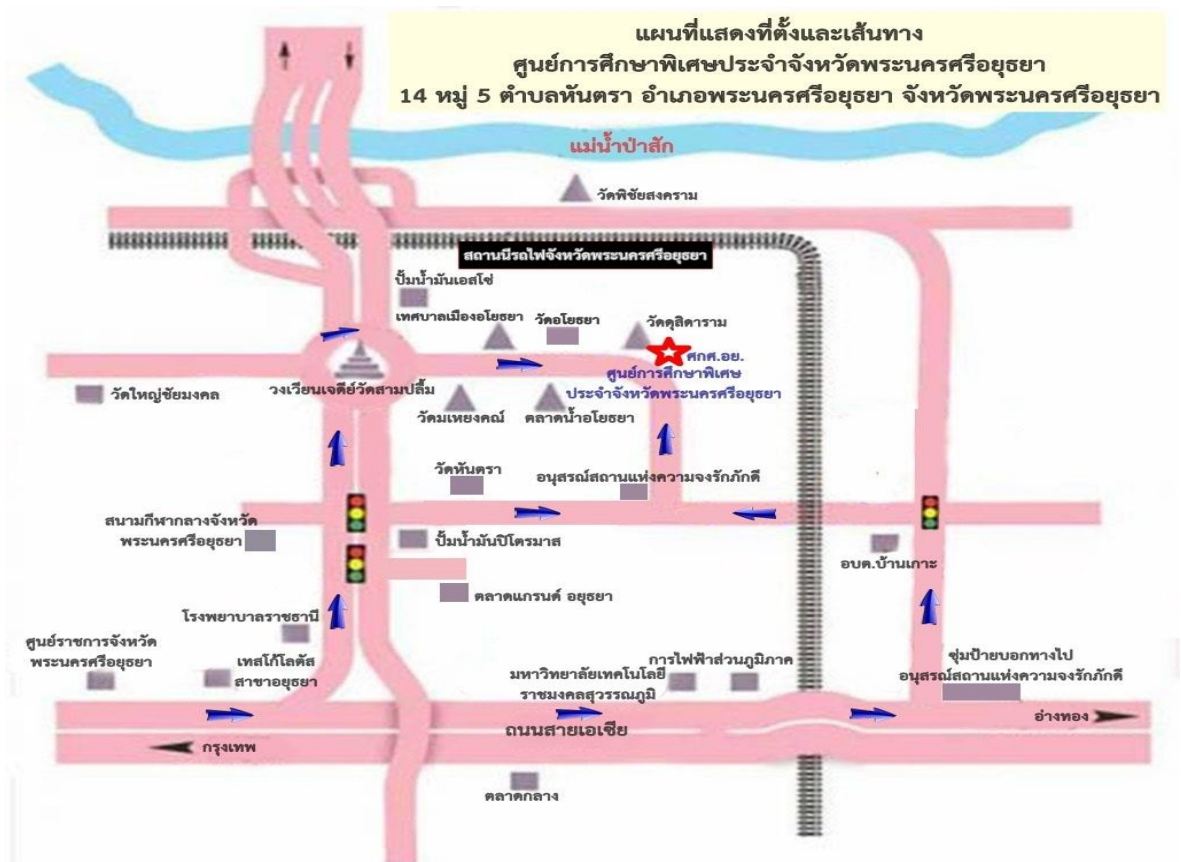 แผนที่แสดงที่ตั้งและเส้นทาง
ศูนย์การศึกษาพิเศษประจำจังหวัดพระนครศรีอยุธยา
14 หมู่ 5 ตำบลหันตรา อำเภอพระนครศรีอยุธยา จังหวัดพระนครศรีอยุธยา
แม่น้ำป่าสัก
วัดพิชัยสงคราม
สถานนีรถไฟจังหวัดพระนครศรีอยุธยา
ปั้มน้ำมันเอสโซ่
เทศบาลเมืองอโยธยา
วัดอโยธยา
วัดดุสิดาราม
ศกศ.อย.
ศูนย์การศึกษาพิเศษ
ประจำจังหวัดพระนครศรีอยุธยา
วงเวียนเจดีย์วัดสามปลื้ม
วัดใหญ่ชัยมงคล
วัดมเหยงคณ์
ตลาดน้ำอโยธยา
วัดหันตรา
อนุสรณ์สถานแห่งความจงรักภักดี
สนามกีฬากลางจังหวัด
พระนครศรีอยุธยา
ปั้มน้ำมันปิโตรมาส
อบต.บ้านเกาะ
ตลาดแกรนด์ อยุธยา
โรงพยาบาลราชธานี
ศูนย์ราชการจังหวัด
พระนครศรีอยุธยา
เทสโก้โลตัส
สาขาอยุธยา
มหาวิทยาลัยเทคโนโลยี
ราชมงคลสุวรรณภูมิ
การไฟฟ้าส่วนภูมิภาค
ซุ่มป้ายบอกทางไป
อนุสรณ์สถานแห่งความจงรักภักดี
อ่างทอง
ถนนสายเอเซีย
กรุงเทพ
ตลาดกลาง